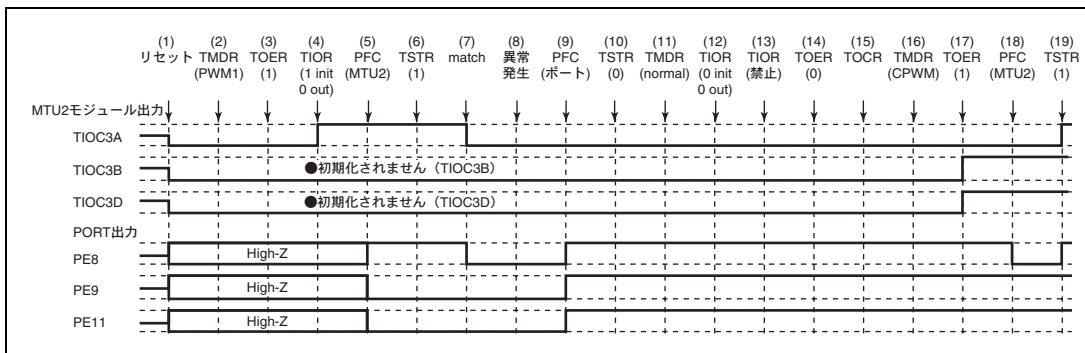 (1) (2) (3) (4) (5) (6) (7) (8) (9) (10) (11) (12) (13) (14) (15) (16) (17) (18) (19)
リセット TMDR TOER TIOR PFC TSTR match 異常 PFC TSTR TMDR TIOR TIOR TOER TOCR TMDR TOER PFC TSTR
(PWM1) (1) (1 init (MTU2) (1) 発生 (ポート) (0) (normal) (0 init (禁止) (0) (CPWM) (1) (MTU2) (1)
0 out) 0 out)
MTU2モジュール出力
TIOC3A
TIOC3B ●初期化されません（TIOC3B）
TIOC3D ●初期化されません（TIOC3D）
PORT出力
PE8 High-Z
PE9 High-Z
PE11 High-Z